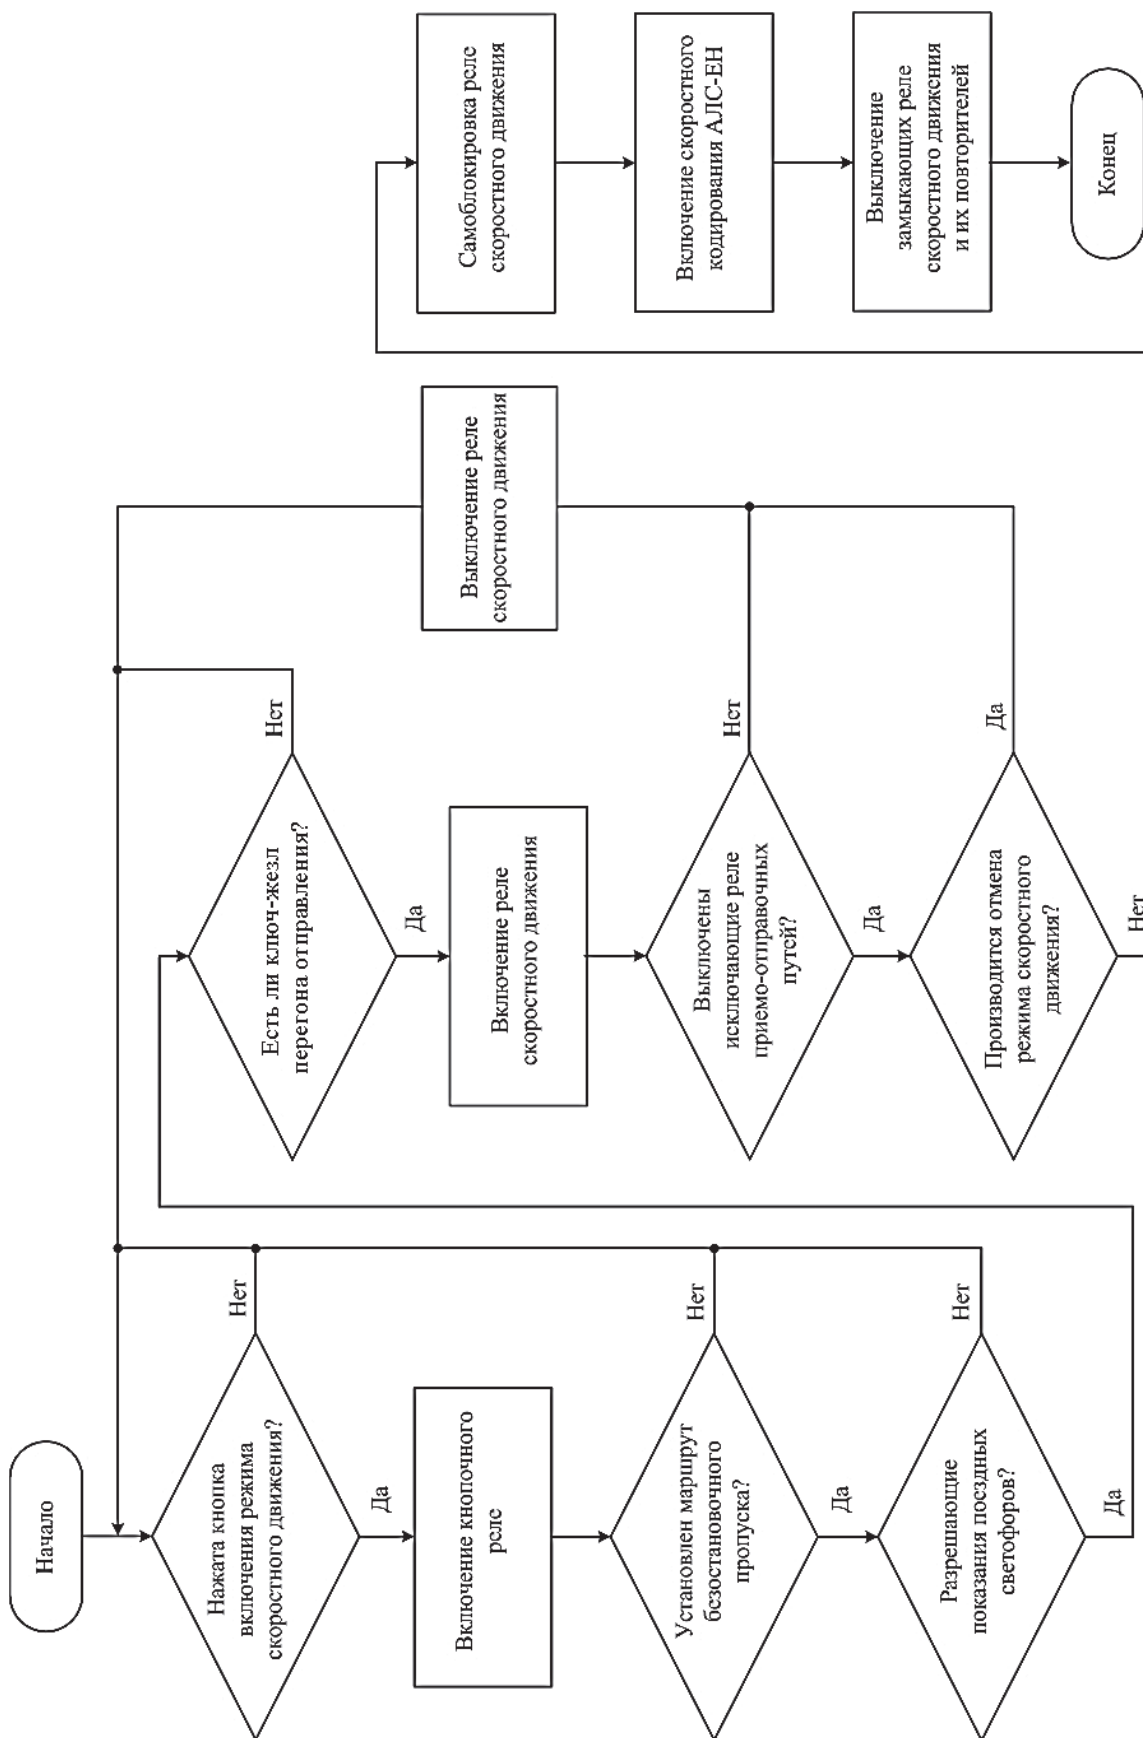 Начало
Нажата кнопка
включения режима
скоростного движения?
Нет
Да
Включение кнопочного
реле
Установлен маршрут
безостановочного
пропуска?
Нет
Да
Разрешающие
показания поездных
светофоров?
Нет
Да
Есть ли ключ-жезл
перегона отправления?
Нет
Да
Включение реле
скоростного движения
Выключены
исключающие реле
приемо-отправочных
путей?
Нет
Да
Производится отмена
режима скоростного
движения?
Да
Нет
Выключение реле
скоростного движения
Самоблокировка реле
скоростного движения
Включение скоростного
кодирования АЛС-ЕН
Выключение
замыкающих реле
скоростного движения
и их повторителей
Конец